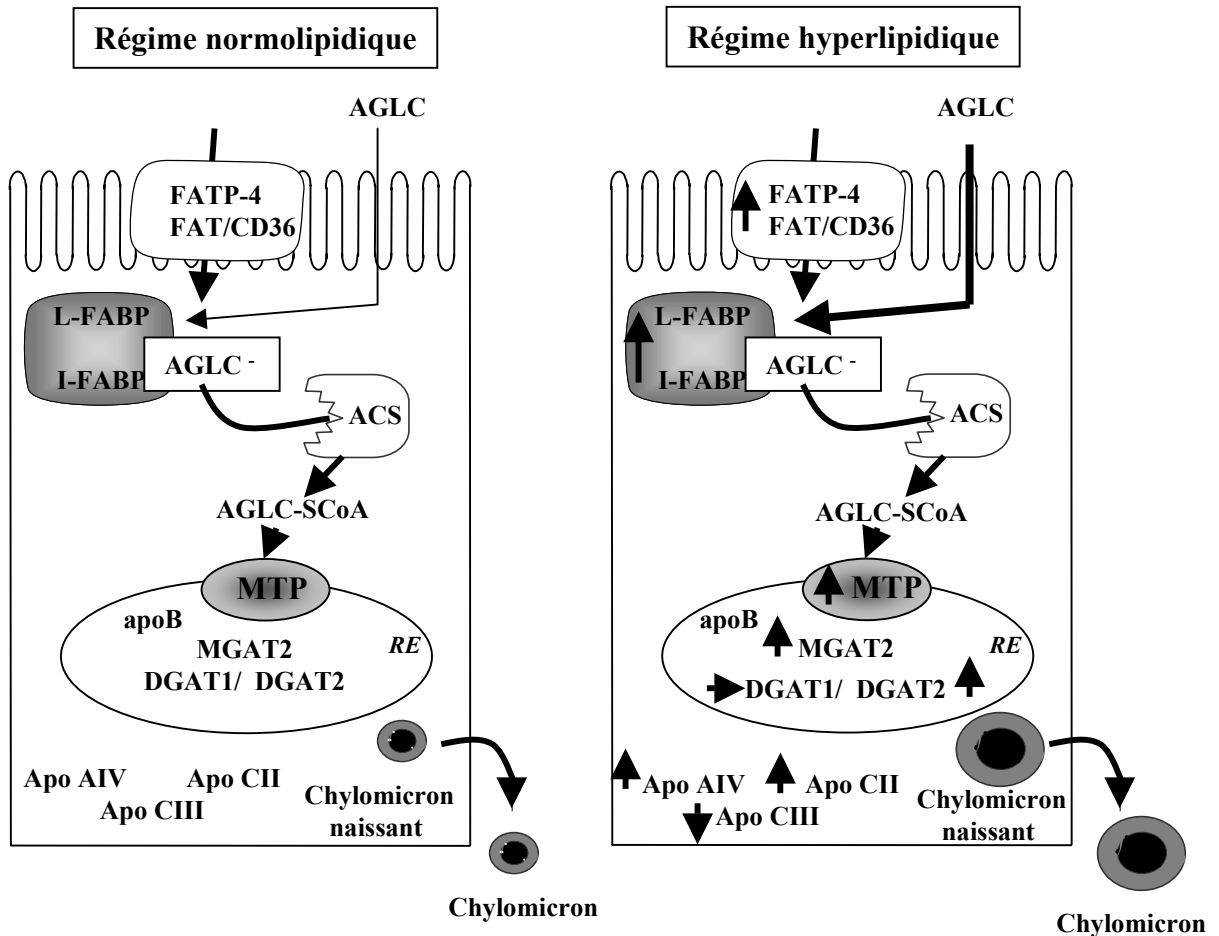 Régime normolipidique
AGLC
FATP-4
FAT/CD36
L-FABP
I-FABP
AGLC -
ACS
AGLC-SCoA
MTP
apoB
MGAT2
RE
DGAT1/ DGAT2
Apo AIV
Apo CII
Apo CIII
Chylomicron
naissant
Chylomicron
Régime hyperlipidique
AGLC
FATP-4
FAT/CD36
L-FABP
I-FABP
AGLC -
ACS
AGLC-SCoA
MTP
apoB
MGAT2
RE
DGAT1/ DGAT2
Apo AIV
Apo CII
Apo CIII
Chylomicron
naissant
Chylomicron